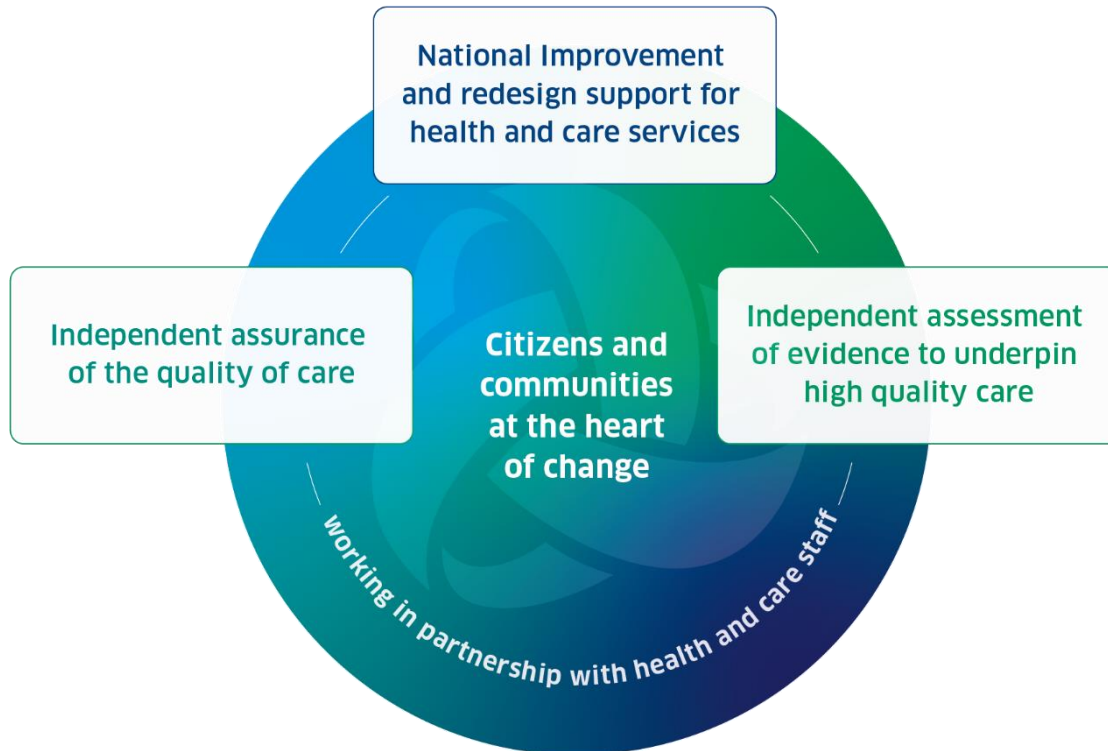 National Improvement
and redesign support for
health and care services
Independent assurance
of the quality of care
Citizens and
communities
at the heart
of change
Independent assessment
of evidence to underpin
high quality care
working in partnership with health and care staff